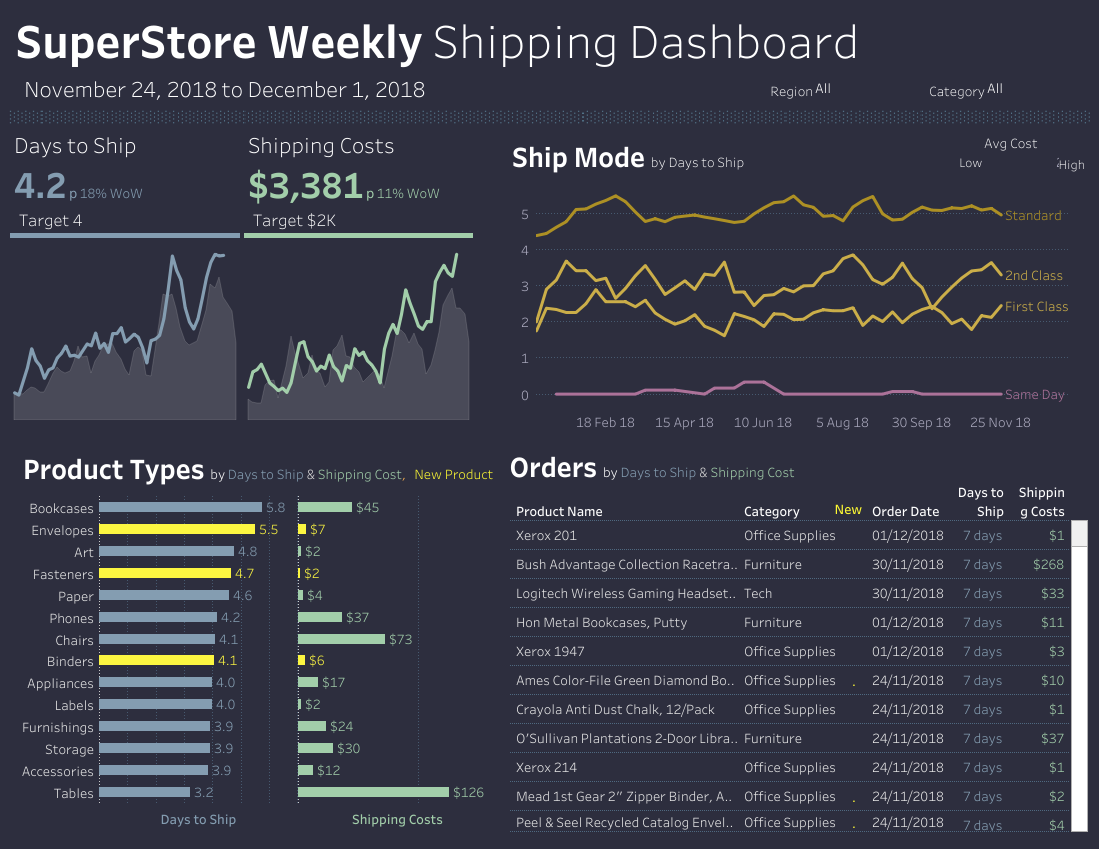 SuperStore Weekly Shipping Dashboard
November 24, 2018 to December 1, 2018
Region All
Category All
Days to Ship
4.2 p 18% WoW
Target 4
Shipping Costs
$3,381 p 11% WoW
Target $2K
Ship Mode by Days to Ship
Avg Cost
Low
High
5
4
3
2
1
0
Standard
2nd Class
First Class
Same Day
18 Feb 18
15 Apr 18
10 Jun 18
5 Aug 18
30 Sep 18
25 Nov 18
Product Types by Days to Ship & Shipping Cost, New Product
Bookcases 5.8 $45
Envelopes 5.5 $7
Art 4.8 $2
Fasteners 4.7 $2
Paper 4.6 $4
Phones 4.2 $37
Chairs 4.1 $73
Binders 4.1 $6
Appliances 4.0 $17
Labels 4.0 $2
Furnishings 3.9 $24
Storage 3.9 $30
Accessories 3.9 $12
Tables 3.2 $126
Days to Ship
Shipping Costs
Orders by Days to Ship & Shipping Cost
Days to Shippin
Product Name Category New Order Date Ship g Costs
Xerox 201 Office Supplies 01/12/2018 7 days $1
Bush Advantage Collection Racetra.. Furniture 30/11/2018 7 days $268
Logitech Wireless Gaming Headset.. Tech 30/11/2018 7 days $33
Hon Metal Bookcases, Putty Furniture 01/12/2018 7 days $11
Xerox 1947 Office Supplies 01/12/2018 7 days $3
Ames Color-File Green Diamond Bo.. Office Supplies . 24/11/2018 7 days $10
Crayola Anti Dust Chalk, 12/Pack Office Supplies 24/11/2018 7 days $1
O’Sullivan Plantations 2-Door Libra.. Furniture 24/11/2018 7 days $37
Xerox 214 Office Supplies 24/11/2018 7 days $1
Mead 1st Gear 2” Zipper Binder, A.. Office Supplies . 24/11/2018 7 days $2
Peel & Seel Recycled Catalog Envel.. Office Supplies . 24/11/2018 7 days $4